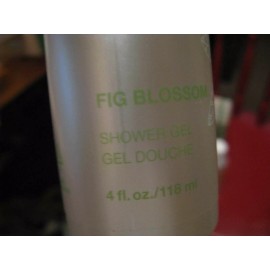 FIG BLOSSOM
SHOWER GEL
GEL DOUCHE
4 fl. oz./118 ml